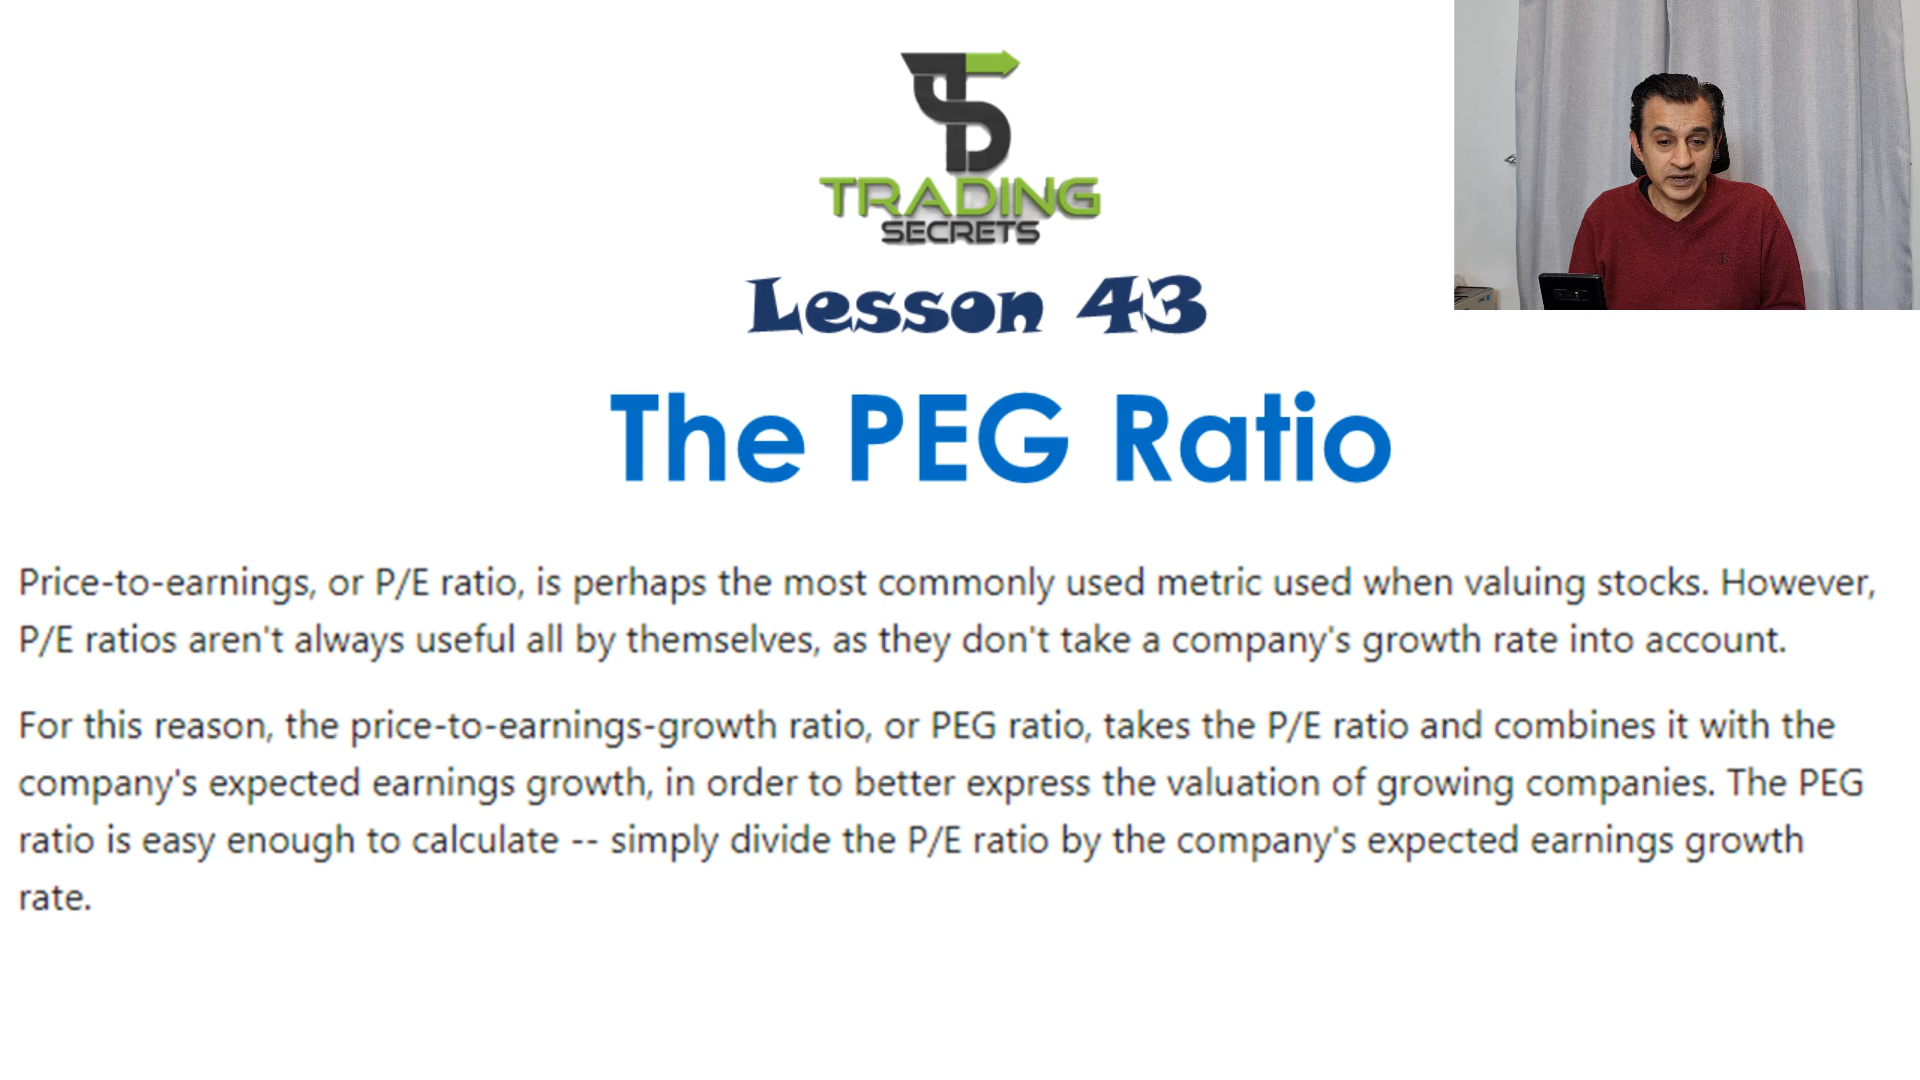 TRADING
SECRETS
Lesson 43
The PEG Ratio
Price-to-earnings, or P/E ratio, is perhaps the most commonly used metric used when valuing stocks. However,
P/E ratios aren't always useful all by themselves, as they don't take a company's growth rate into account.
For this reason, the price-to-earnings-growth ratio, or PEG ratio, takes the P/E ratio and combines it with the
company's expected earnings growth, in order to better express the valuation of growing companies. The PEG
ratio is easy enough to calculate -- simply divide the P/E ratio by the company's expected earnings growth
rate.